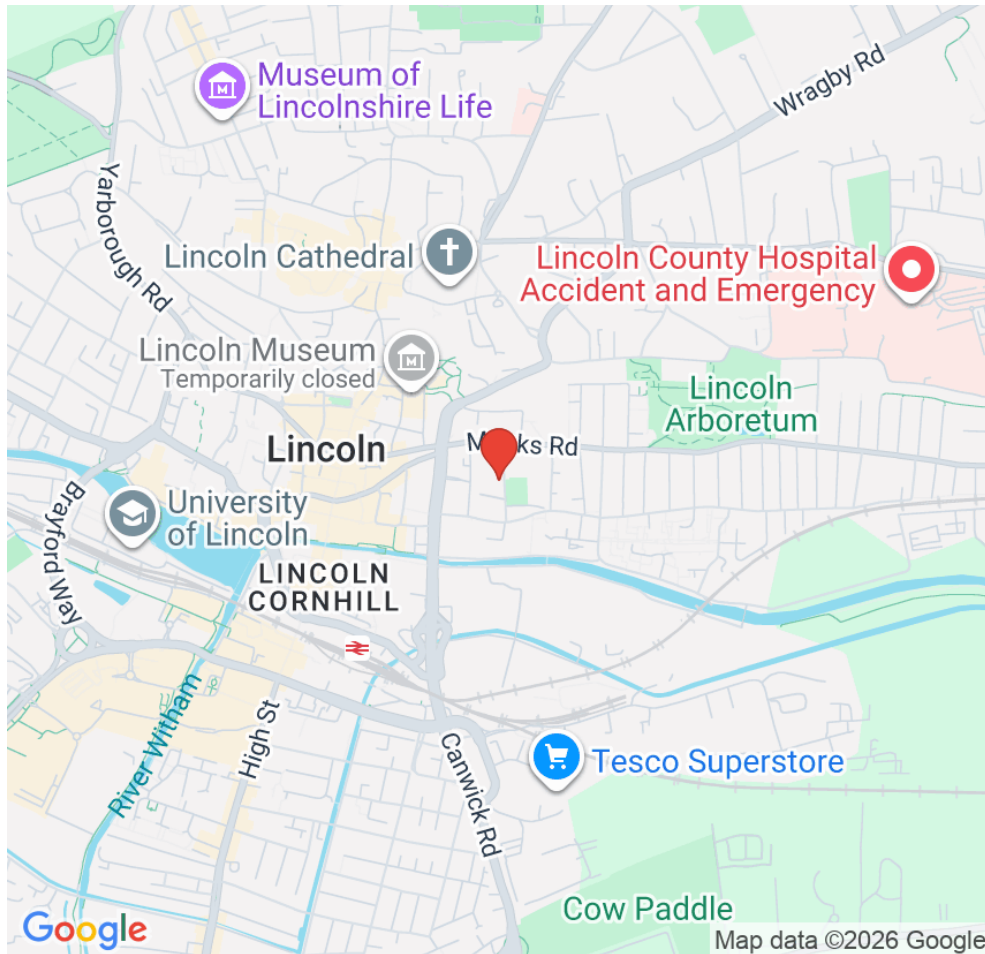 Museum of
Lincolnshire Life
Wragby Rd
Yarborough Rd
Lincoln Cathedral
Lincoln County Hospital
Accident and Emergency
Lincoln Museum
Temporarily closed
Lincoln
Arboretum
Lincoln
Rd
University
of Lincoln
Brayford Way
LINCOLN
CORNHILL
River Witham
High St
Canwick Rd
Tesco Superstore
Cow Paddle
Google
Map data ©2026 Google